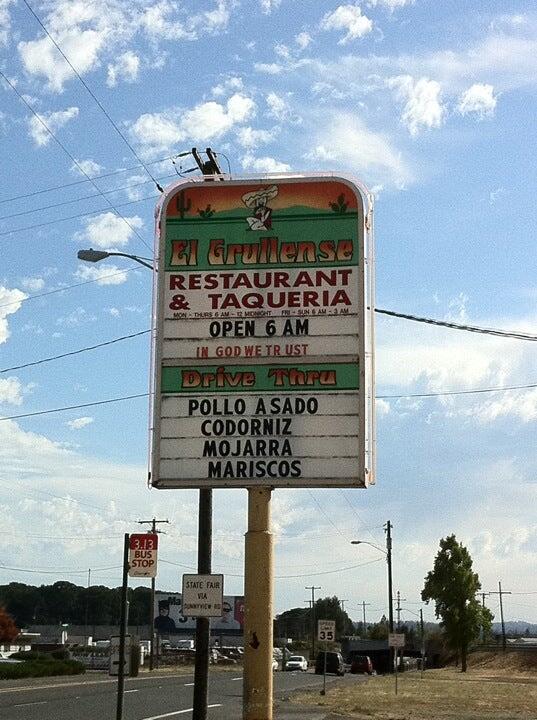 El Grullense
RESTAURANT
& TAQUERIA
MON - THURS 6 AM - 12 MIDNIGHT FRI - SUN 6 AM - 3 AM
OPEN 6 AM
IN GOD WE TRUST
Drive Thru
POLLO ASADO
CODORNIZ
MOJARRA
MARISCOS
3,13
BUS
STOP
STATE FAIR
VIA
SUNNYVIEW RD
SPEED
LIMIT
35